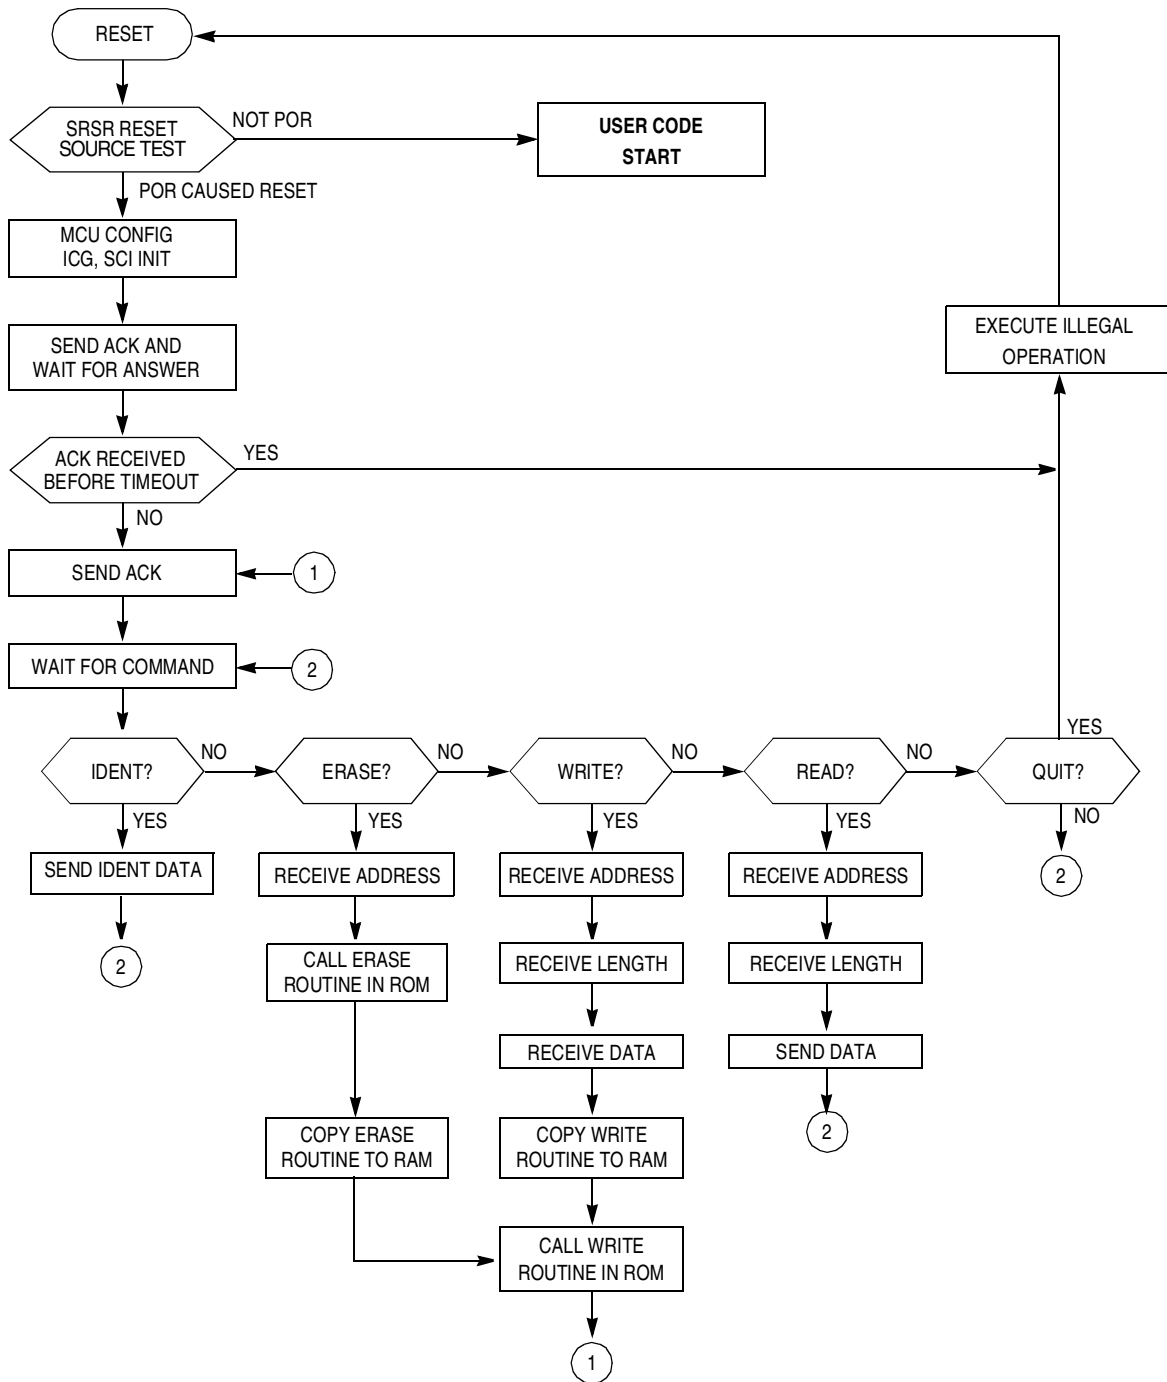 RESET
SRSR RESET
SOURCE TEST
NOT POR
USER CODE
START
POR CAUSED RESET
MCU CONFIG
ICG, SCI INIT
EXECUTE ILLEGAL
OPERATION
SEND ACK AND
WAIT FOR ANSWER
ACK RECEIVED
BEFORE TIMEOUT
YES
NO
SEND ACK
1
WAIT FOR COMMAND
2
IDENT?
NO
ERASE?
NO
WRITE?
NO
READ?
NO
QUIT?
YES
YES
YES
YES
YES
NO
SEND IDENT DATA
RECEIVE ADDRESS
RECEIVE ADDRESS
RECEIVE ADDRESS
2
2
CALL ERASE
ROUTINE IN ROM
RECEIVE LENGTH
RECEIVE LENGTH
RECEIVE DATA
SEND DATA
COPY ERASE
ROUTINE TO RAM
COPY WRITE
ROUTINE TO RAM
2
CALL WRITE
ROUTINE IN ROM
1